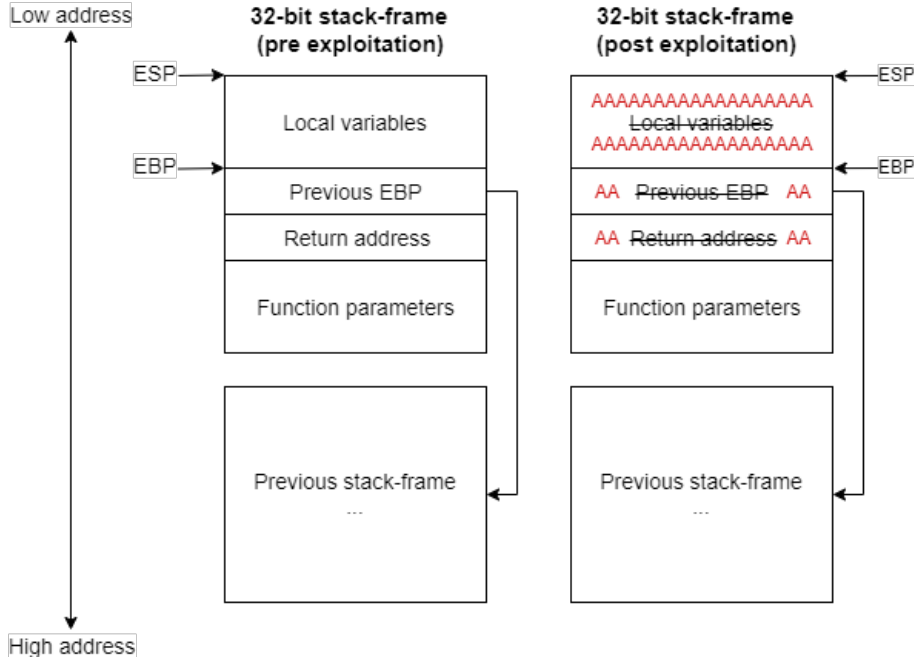 Low address
32-bit stack-frame
(pre exploitation)
32-bit stack-frame
(post exploitation)
ESP
Local variables
EBP
Previous EBP
Return address
Function parameters
Previous stack-frame
...
ESP
AAAAAAAAAAAAAAAAAA
Local variables
AAAAAAAAAAAAAAAAAA
EBP
AA Previous EBP AA
AA Return address AA
Function parameters
Previous stack-frame
...
High address